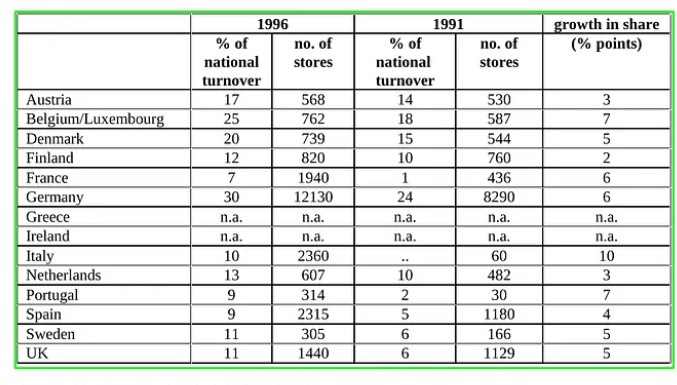 1996 1991 growth in share
% of national turnover no. of stores % of national turnover no. of stores (% points)
Austria 17 568 14 530 3
Belgium/Luxembourg 25 762 18 587 7
Denmark 20 739 15 544 5
Finland 12 820 10 760 2
France 7 1940 1 436 6
Germany 30 12130 24 8290 6
Greece n.a. n.a. n.a. n.a. n.a.
Ireland n.a. n.a. n.a. n.a. n.a.
Italy 10 2360 .. 60 10
Netherlands 13 607 10 482 3
Portugal 9 314 2 30 7
Spain 9 2315 5 1180 4
Sweden 11 305 6 166 5
UK 11 1440 6 1129 5